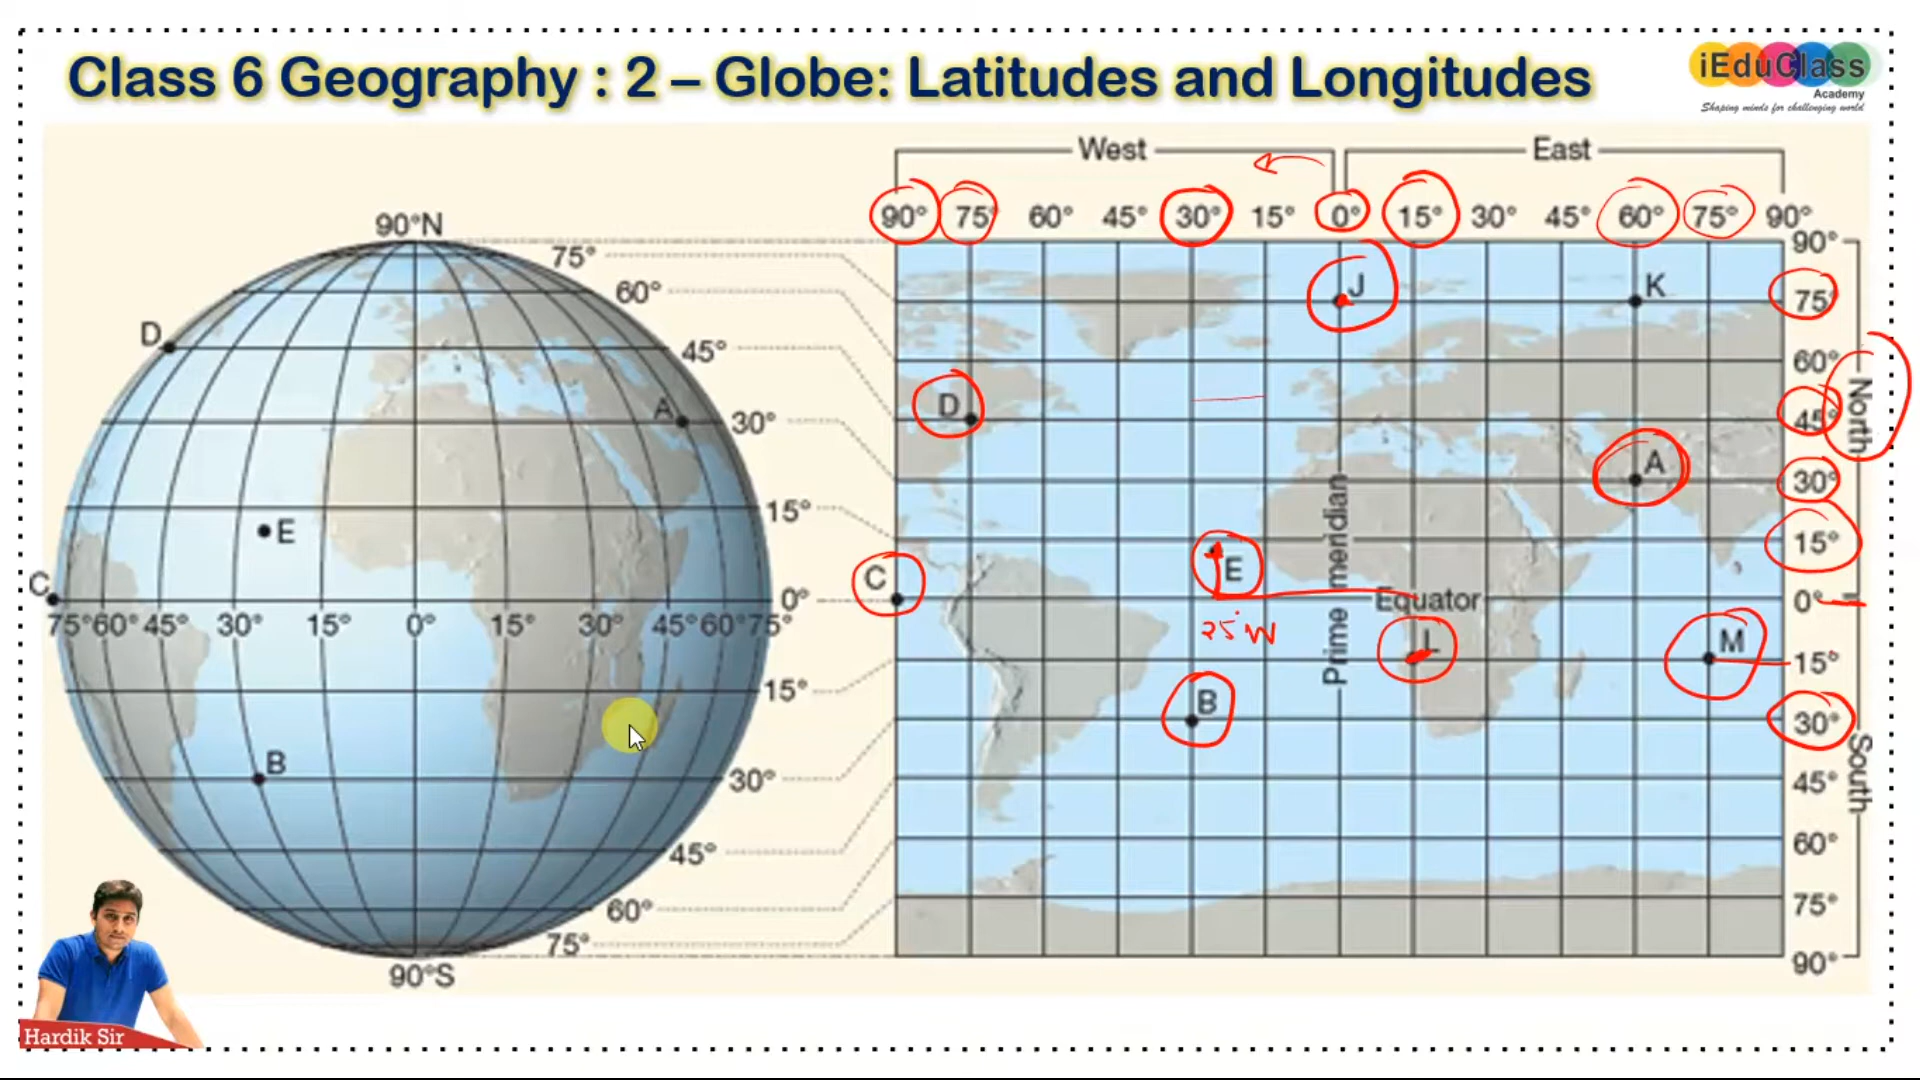 Class 6 Geography : 2 – Globe: Latitudes and Longitudes
iEduClass
Academy
Shaping minds for challenging world
West
East
90° 75° 60° 45° 30° 15° 0° 15° 30° 45° 60° 75° 90°
90°N
75°
60°
45°
30°
15°
0°
75° 60° 45° 30° 15° 0° 15° 30° 45° 60° 75°
15°
30°
45°
60°
75°
90°S
D
A
E
C
B
J
K
D
A
E
C
25°W
L
M
B
Prime meridian
Equator
90°
75°
60°
45°
30°
15°
0°
15°
30°
45°
60°
75°
90°
North
South
Hardik Sir